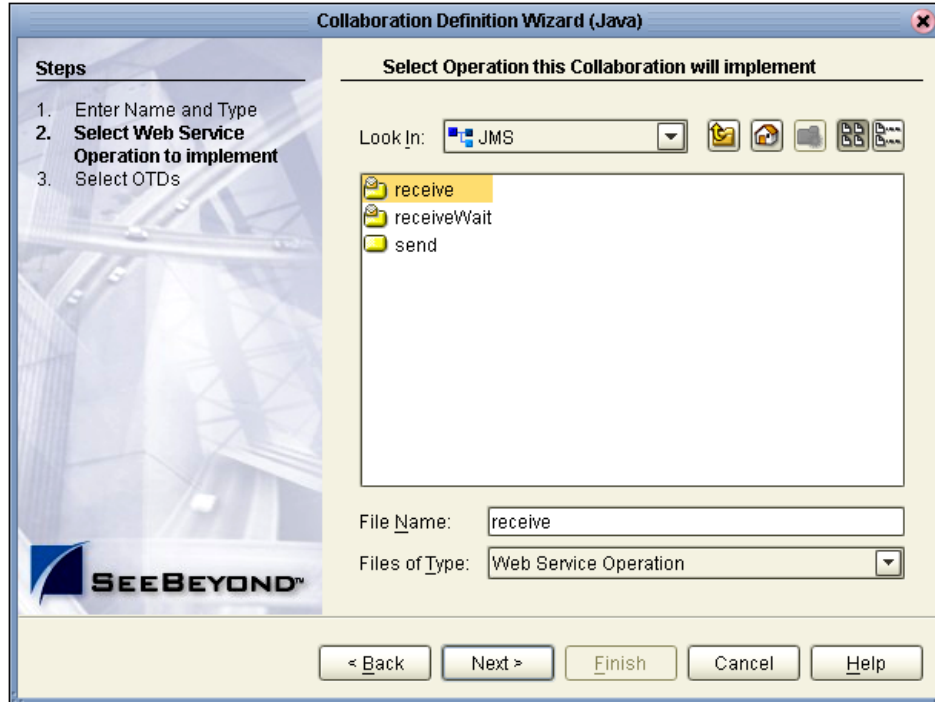 Collaboration Definition Wizard (Java)
Steps
1. Enter Name and Type
2. Select Web Service
Operation to implement
3. Select OTDs
SEEBEYOND™
Select Operation this Collaboration will implement
Look In: JMS
receive
receiveWait
send
File Name: receive
Files of Type: Web Service Operation
< Back Next > Finish Cancel Help